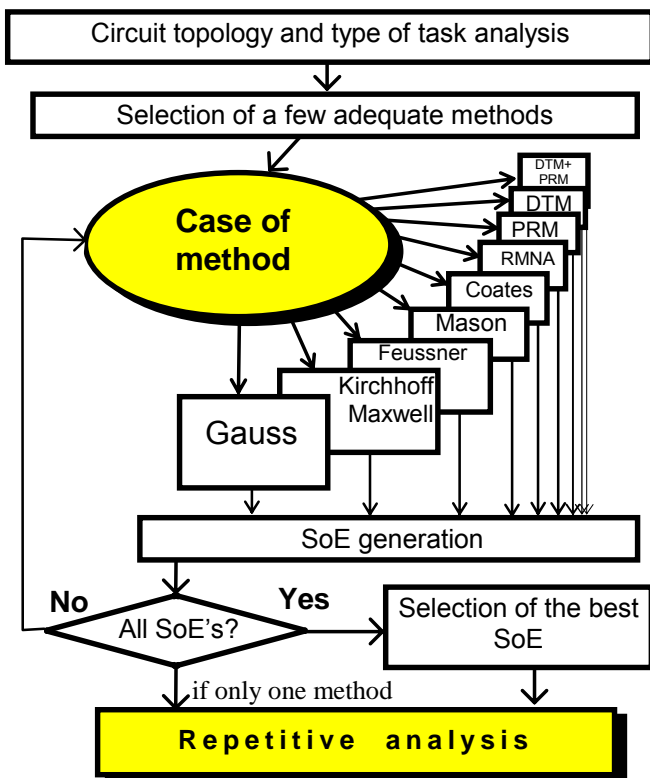 Circuit topology and type of task analysis
Selection of a few adequate methods
Case of
method
DTM+
PRM
DTM
PRM
RMNA
Coates
Mason
Feussner
Kirchhoff
Maxwell
Gauss
SoE generation
No
Yes
All SoE's?
Selection of the best
SoE
if only one method
Repetitive analysis